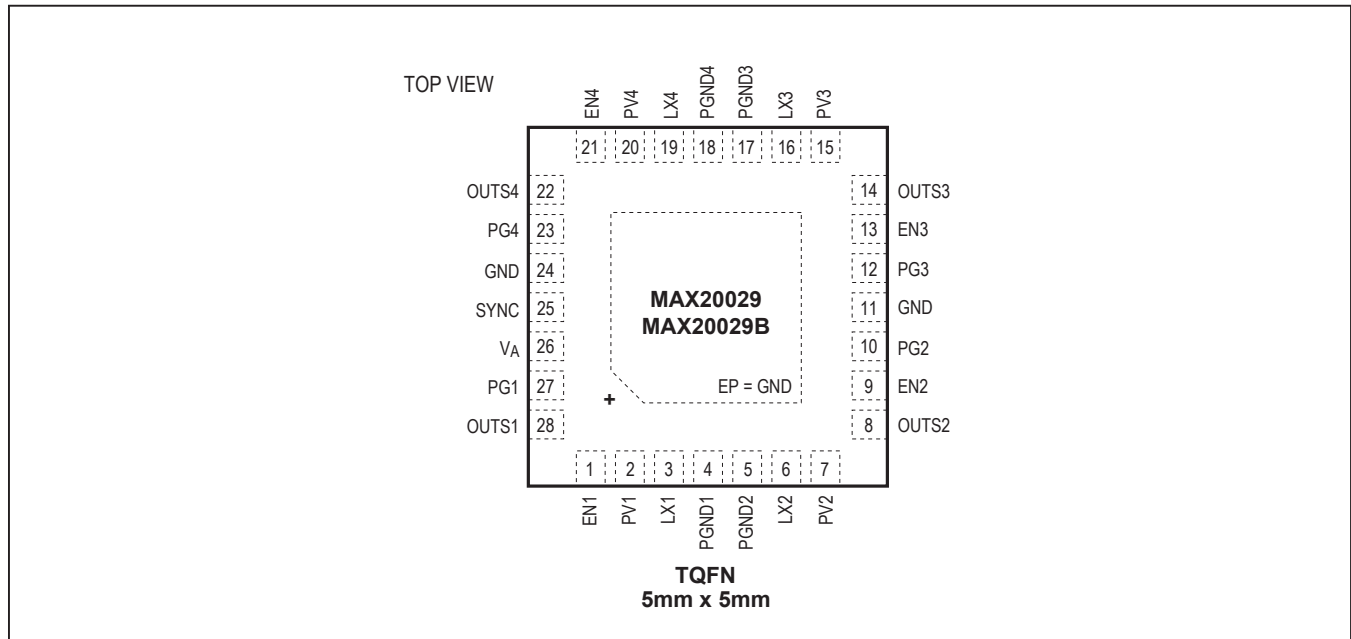 TOP VIEW
EN4 PV4 LX4 PGND4 PGND3 LX3 PV3
21 20 19 18 17 16 15
OUTS4 22 14 OUTS3
PG4 23 13 EN3
GND 24 12 PG3
SYNC 25 11 GND
VA 26 10 PG2
PG1 27 9 EN2
OUTS1 28 8 OUTS2
MAX20029
MAX20029B
EP = GND
+
1 2 3 4 5 6 7
EN1 PV1 LX1 PGND1 PGND2 LX2 PV2
TQFN
5mm x 5mm